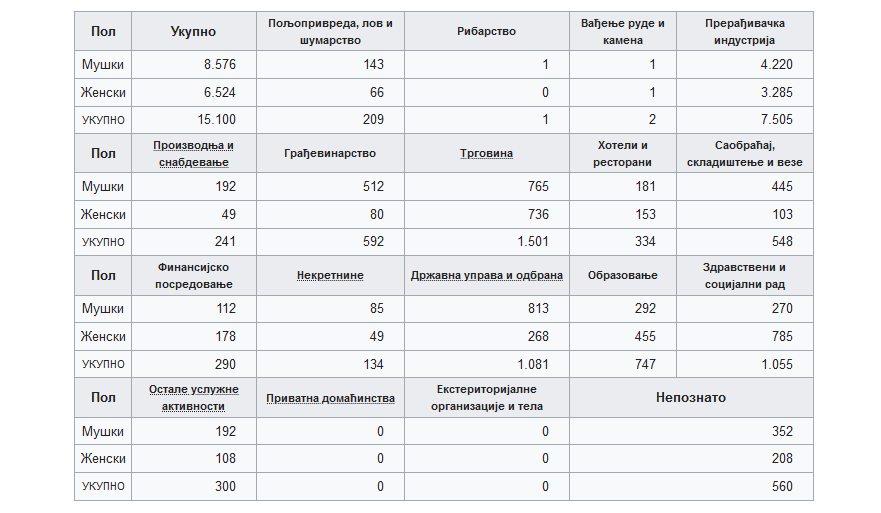 Пол Укупно Пољопривреда, лов и шумарство Рибарство Вађење руде и камена Прерађивачка индустрија
Мушки 8.576 143 1 1 4.220
Женски 6.524 66 0 1 3.285
УКУПНО 15.100 209 1 2 7.505
Пол Производња и снабдевање Грађевинарство Трговина Хотели и ресторани Саобраћај, складиштење и везе
Мушки 192 512 765 181 445
Женски 49 80 736 153 103
УКУПНО 241 592 1.501 334 548
Пол Финансијско посредовање Некретнине Државна управа и одбрана Образовање Здравствени и социјални рад
Мушки 112 85 813 292 270
Женски 178 49 268 455 785
УКУПНО 290 134 1.081 747 1.055
Пол Остале услужне активности Приватна домаћинства Екстериторијалне организације и тела Непознато
Мушки 192 0 0 352
Женски 108 0 0 208
УКУПНО 300 0 0 560